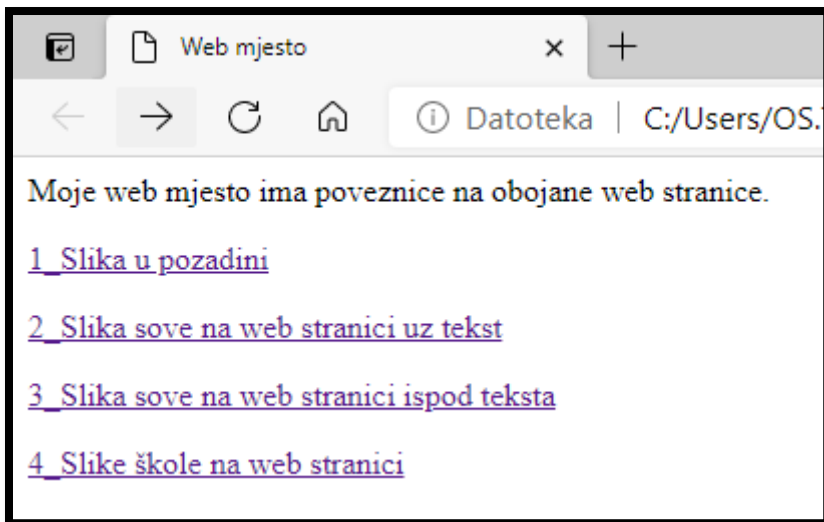 Web mjesto
Datoteka | C:/Users/OS.
Moje web mjesto ima poveznice na obojane web stranice.
1_Slika u pozadini
2_Slika sove na web stranici uz tekst
3_Slika sove na web stranici ispod teksta
4_Slike škole na web stranici